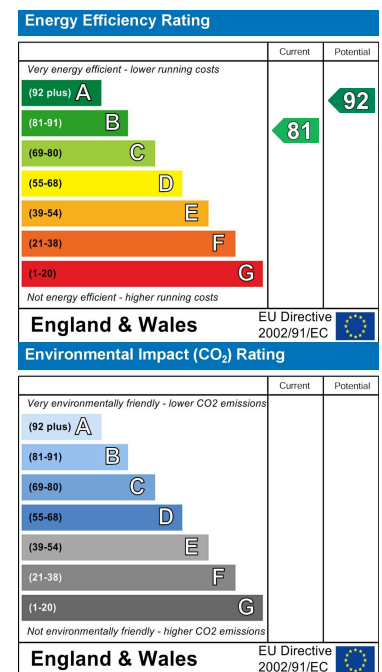 Energy Efficiency Rating
Current Potential
Very energy efficient - lower running costs
(92 plus) A
92
(81-91) B
81
(69-80) C
(55-68) D
(39-54) E
(21-38) F
(1-20) G
Not energy efficient - higher running costs
England & Wales
EU Directive
2002/91/EC
Environmental Impact (CO₂) Rating
Current Potential
Very environmentally friendly - lower CO2 emissions
(92 plus) A
(81-91) B
(69-80) C
(55-68) D
(39-54) E
(21-38) F
(1-20) G
Not environmentally friendly - higher CO2 emissions
England & Wales
EU Directive
2002/91/EC